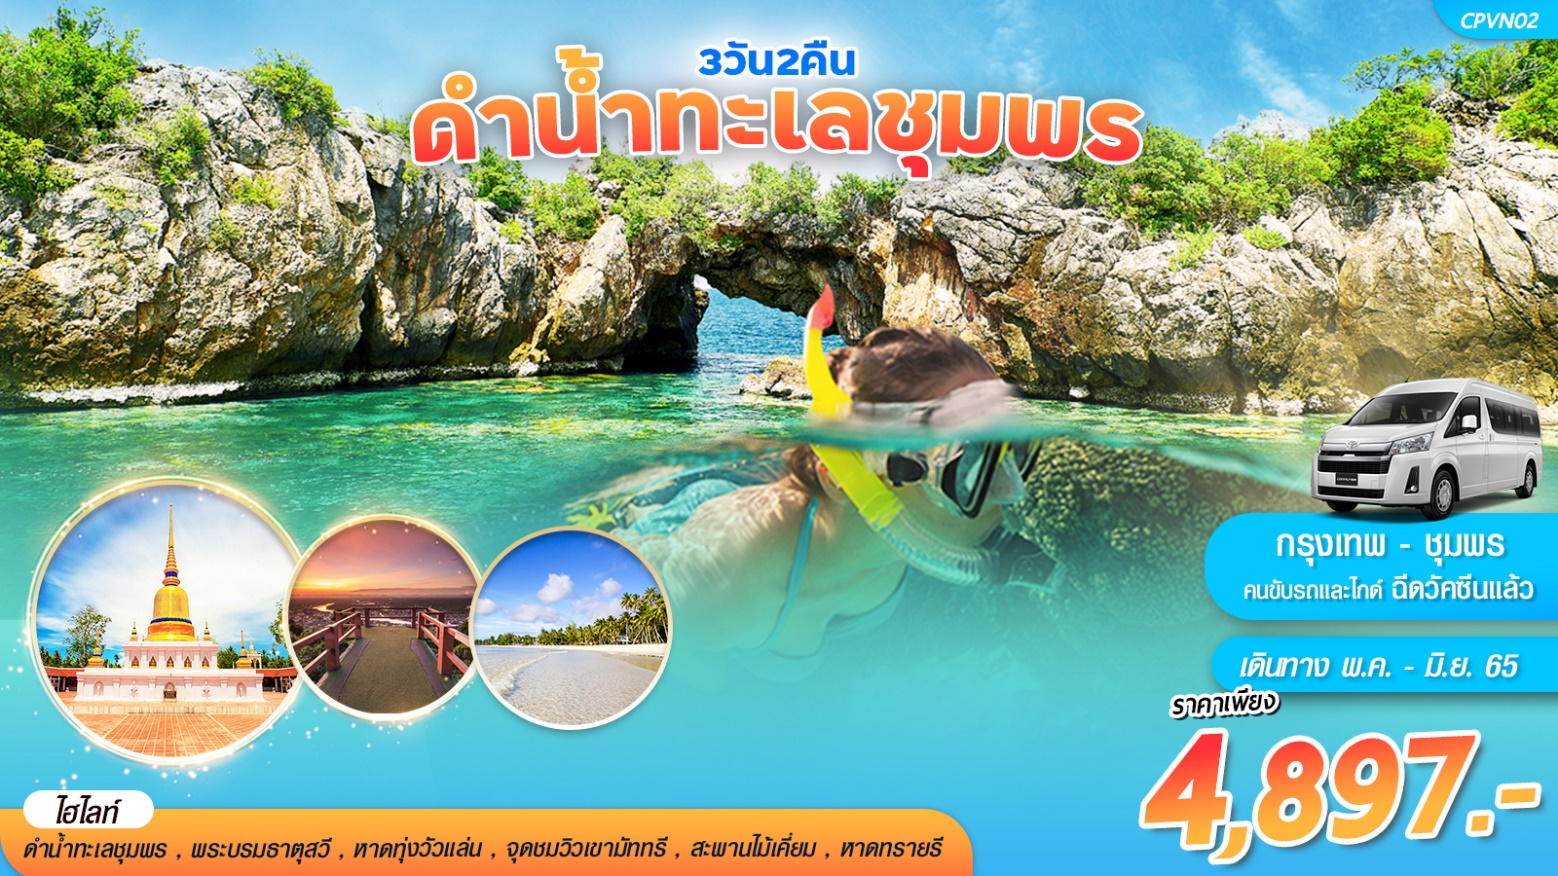 CPVN02
3วัน2คืน
ดำน้ำทะเลชุมพร
กรุงเทพ - ชุมพร
คนขับรถและไกด์ ฉีดวัคซีนแล้ว
เดินทาง พ.ค. - มิ.ย. 65
ราคาเพียง
4,897.-
ไฮไลท์
ดำน้ำทะเลชุมพร , พระบรมธาตุสวี , หาดทุ่งวัวแล่น , จุดชมวิวเขามัทรี , สะพานไม้เคี่ยม , หาดทรายรี